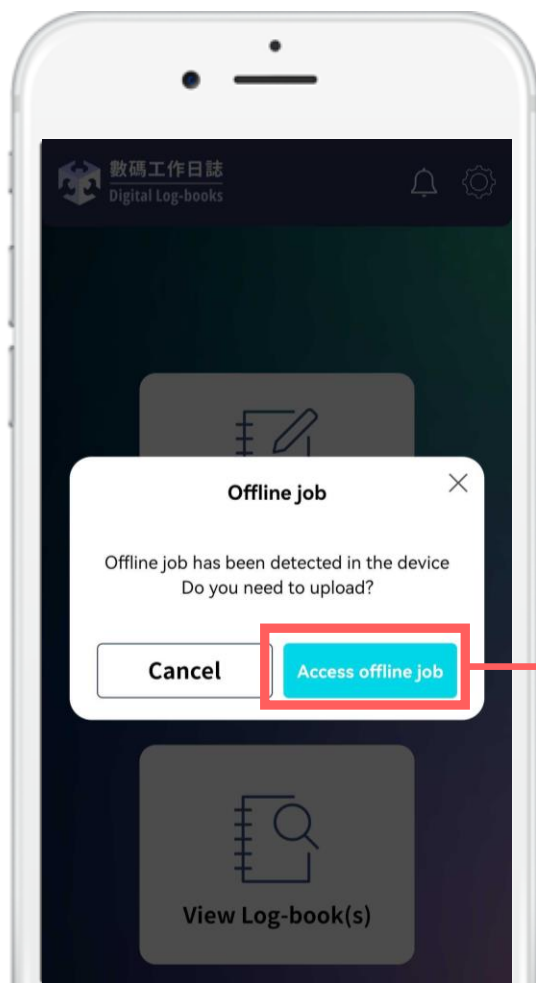 數碼工作日誌
Digital Log-books
Offline job
Offline job has been detected in the device
Do you need to upload?
Cancel
Access offline job
View Log-book(s)